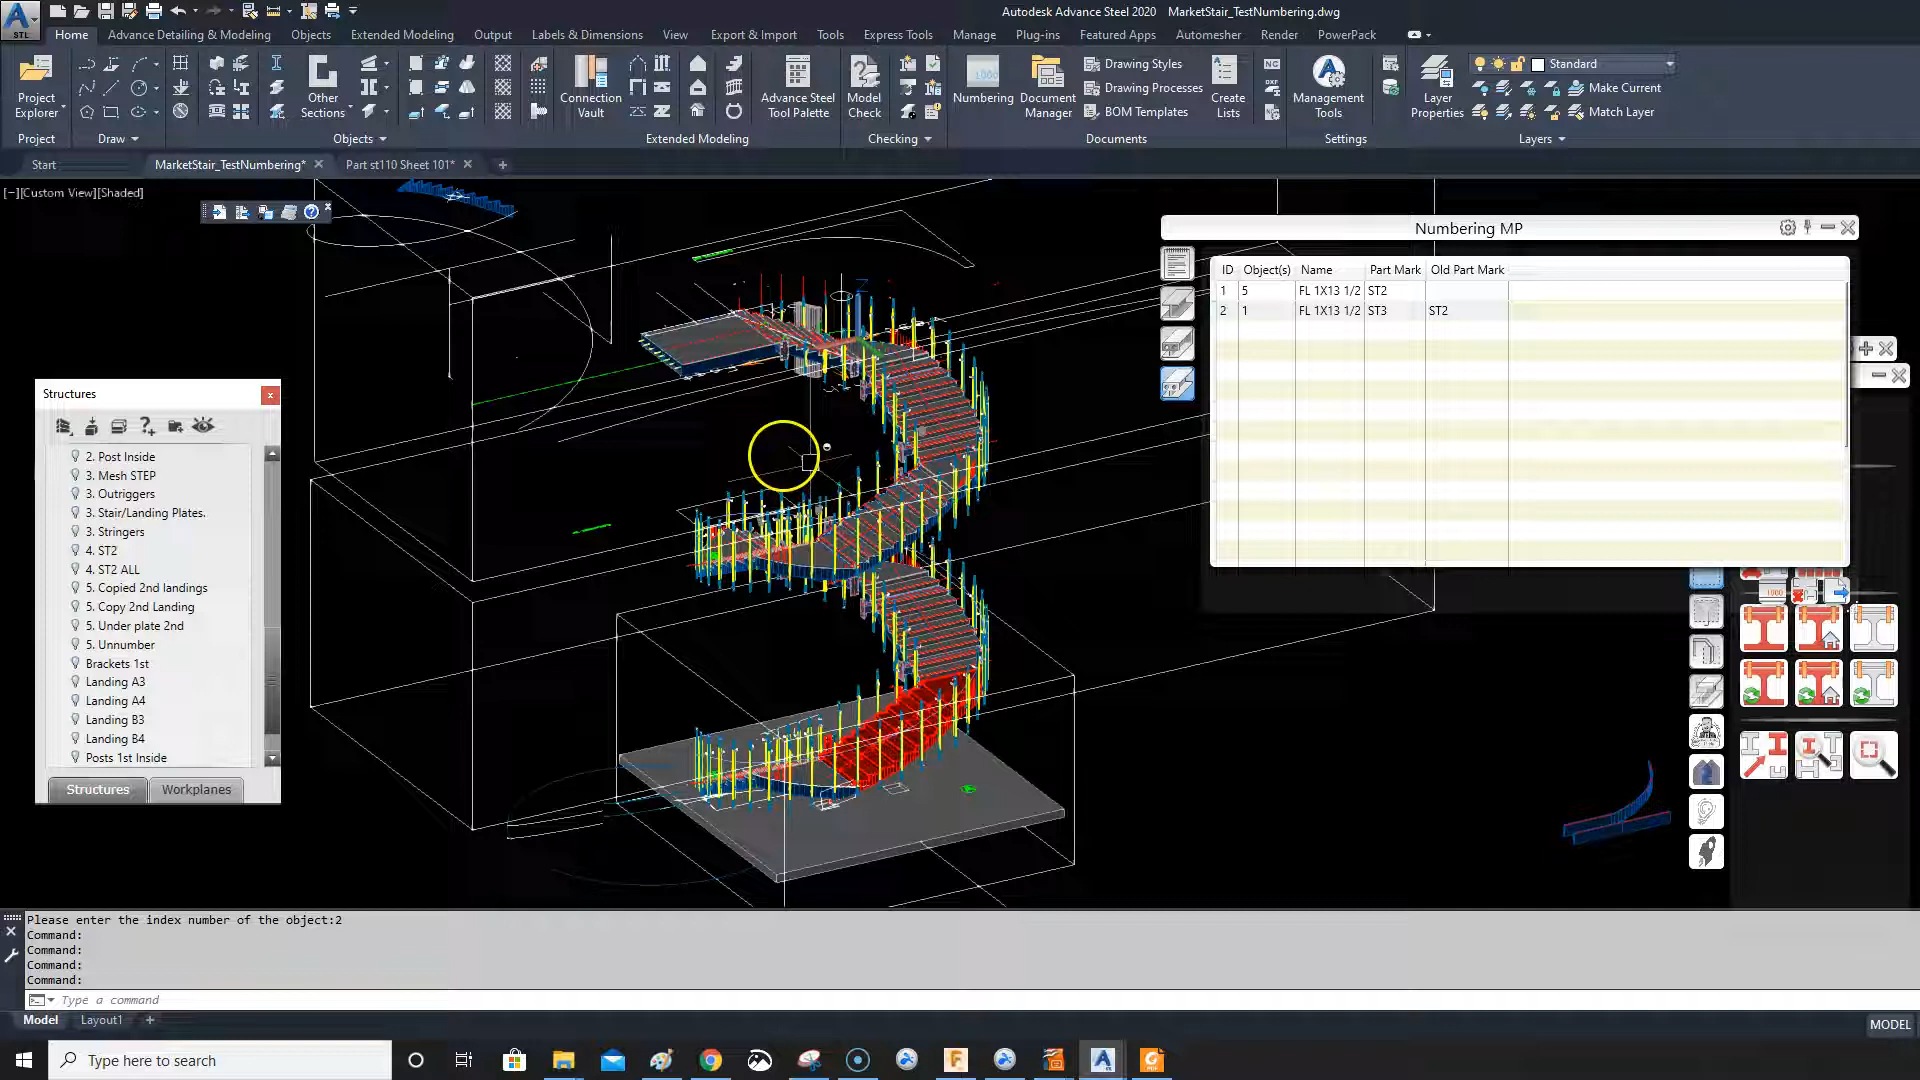 Autodesk Advance Steel 2020   MarketStair_TestNumbering.dwg
STL
Home
Advance Detailing & Modeling
Objects
Extended Modeling
Output
Labels & Dimensions
View
Export & Import
Tools
Express Tools
Manage
Plug-ins
Featured Apps
Automesher
Render
PowerPack
Project
Explorer
Other
Sections
Connection
Vault
Advance Steel
Tool Palette
Model
Check
Numbering
Document
Manager
Drawing Styles
Drawing Processes
BOM Templates
Create
Lists
NC
DXF
Management
Tools
Layer
Properties
Standard
Make Current
Match Layer
Project
Draw
Objects
Extended Modeling
Checking
Documents
Settings
Layers
Start
MarketStair_TestNumbering*
Part st110 Sheet 101*
[−][Custom View][Shaded]
Z
Numbering MP
ID Object(s) Name Part Mark Old Part Mark
1 5 FL 1X13 1/2 ST2
2 1 FL 1X13 1/2 ST3 ST2
Structures
2. Post Inside
3. Mesh STEP
3. Outriggers
3. Stair/Landing Plates.
3. Stringers
4. ST2
4. ST2 ALL
5. Copied 2nd landings
5. Copy 2nd Landing
5. Under plate 2nd
5. Unnumber
Brackets 1st
Landing A3
Landing A4
Landing B3
Landing B4
Posts 1st Inside
Structures
Workplanes
1000
Please enter the index number of the object:2
Command:
Command:
Command:
Command:
Type a command
Model
Layout1
MODEL
Type here to search